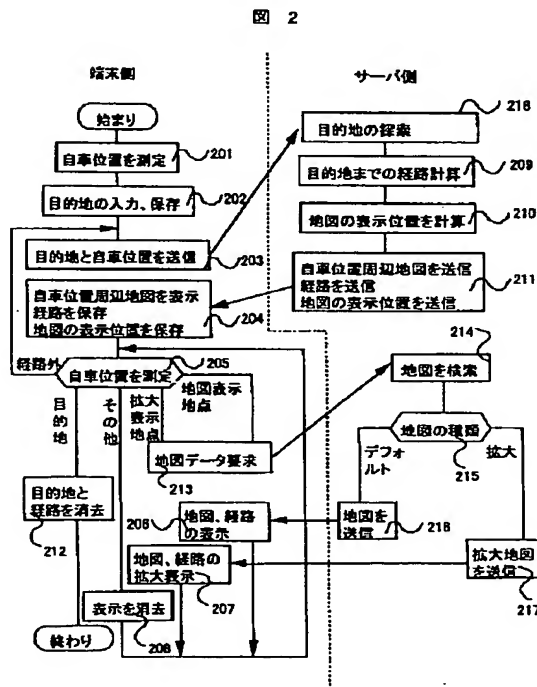 図 2
端末側
サーバ側
始まり
自車位置を測定
201
目的地の入力、保存
202
目的地と自車位置を送信
203
自車位置周辺地図を表示
経路を保存
地図の表示位置を保存
204
目的地の探索
216
目的地までの経路計算
209
地図の表示位置を計算
210
自車位置周辺地図を送信
経路を送信
地図の表示位置を送信
211
経路外
自車位置を測定
205
目的地
その他
拡大表示地点
地図表示地点
地図データ要求
213
地図を検索
214
地図の種類
215
デフォルト
拡大
目的地と
経路を消去
212
地図、経路
の表示
206
地図を
送信
216
地図、経路の
拡大表示
207
拡大地図
を送信
217
表示を消去
208
終わり